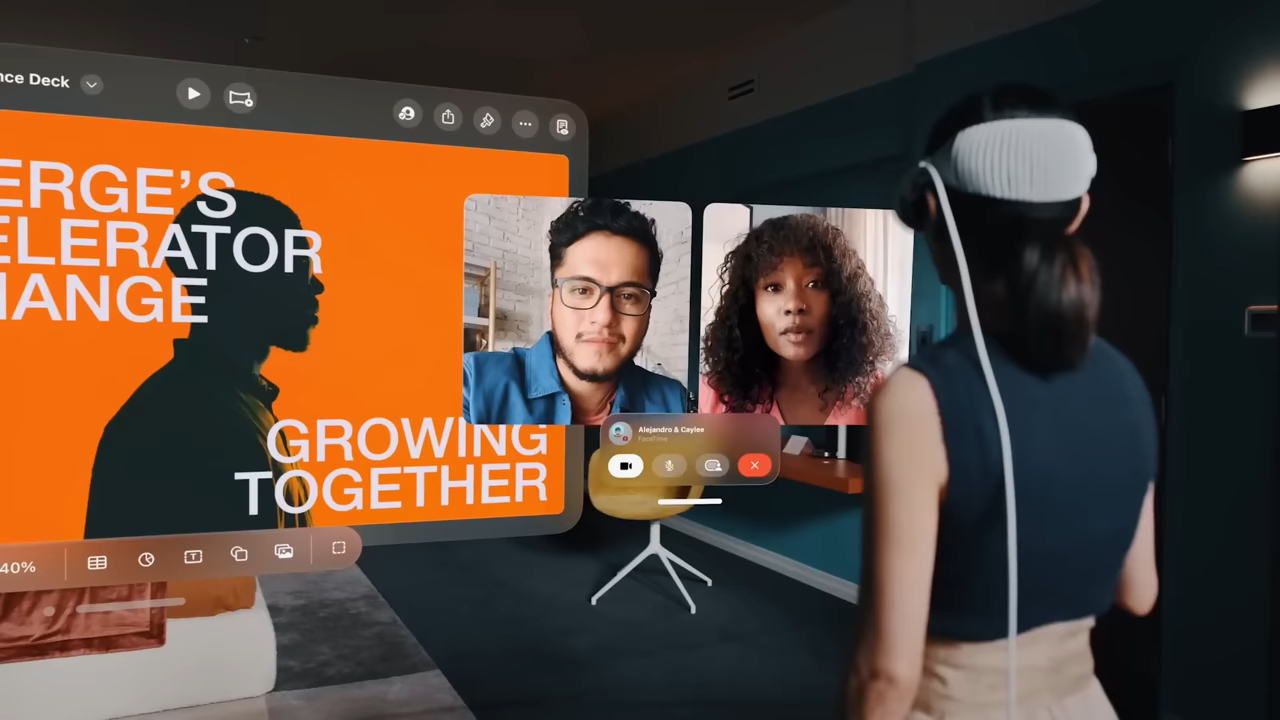 nce Deck
ERGE'S
ELERATOR
HANGE
GROWING
TOGETHER
Alejandro & Caylee
FaceTime
40%